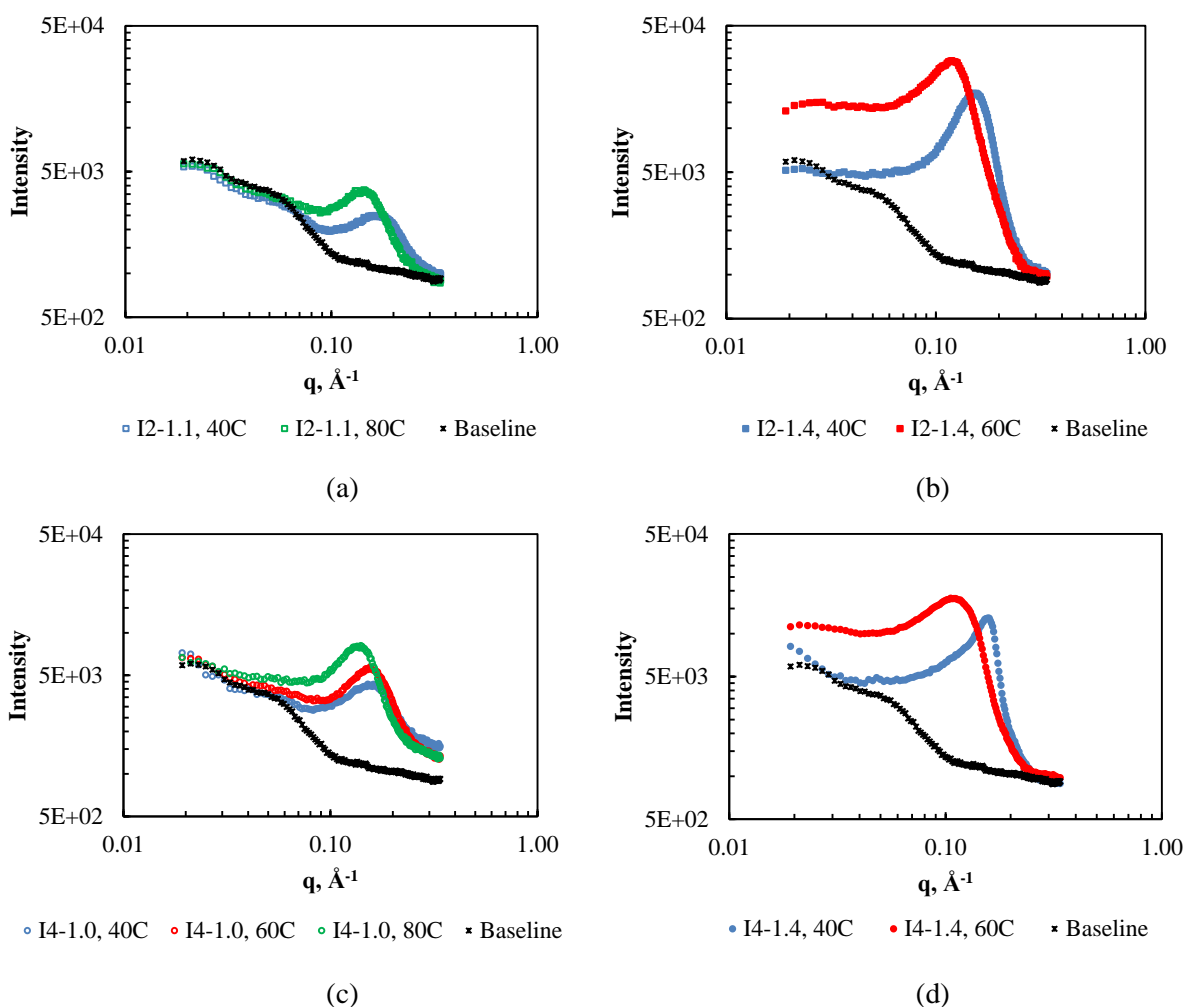 5E+04
5E+03
5E+02
Intensity
0.01 0.10 1.00
q, Å-1
I2-1.1, 40C I2-1.1, 80C Baseline
(a)
5E+04
5E+03
5E+02
Intensity
0.01 0.10 1.00
q, Å-1
I2-1.4, 40C I2-1.4, 60C Baseline
(b)
5E+04
5E+03
5E+02
Intensity
0.01 0.10 1.00
q, Å-1
I4-1.0, 40C I4-1.0, 60C I4-1.0, 80C Baseline
(c)
5E+04
5E+03
5E+02
Intensity
0.01 0.10 1.00
q, Å-1
I4-1.4, 40C I4-1.4, 60C Baseline
(d)